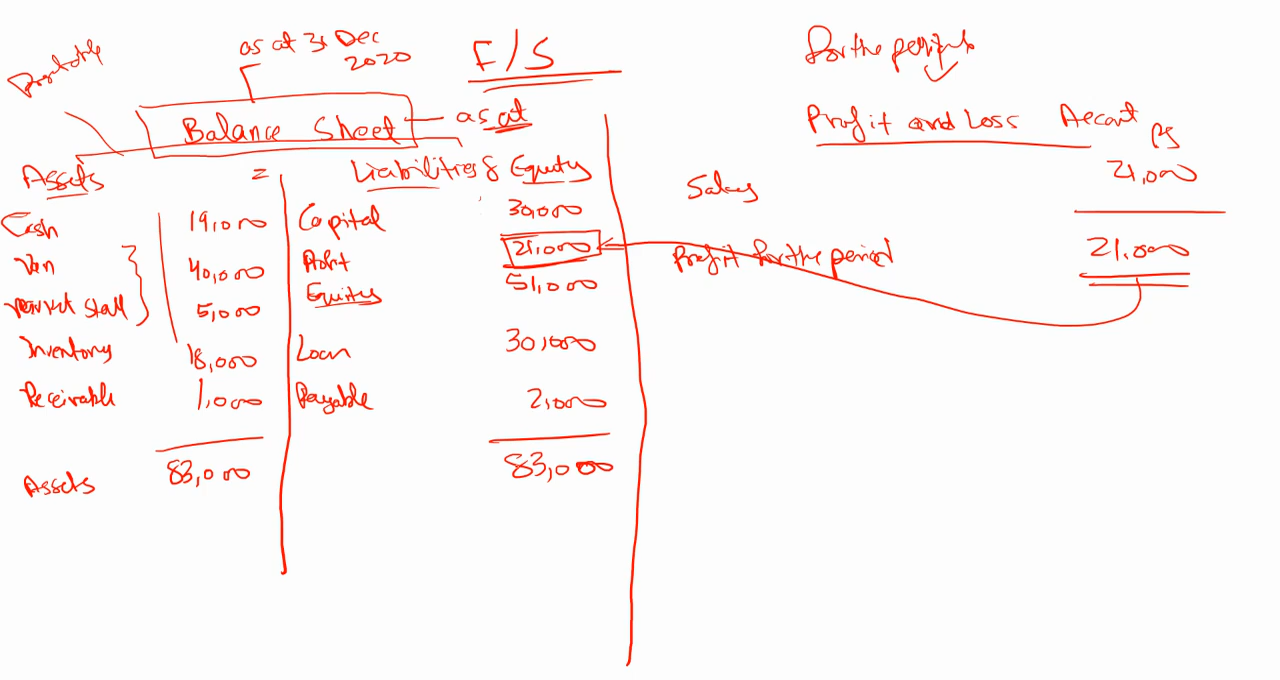 as at 31 Dec
2020
F/S
Balance Sheet
as at
Assets = Liabilities & Equity
Cash 19,000 Capital 30,000
Van 40,000 Profit 21,000
Equity 51,000
Market Stall 5,000
Inventory 18,000 Loan 30,000
Receivable 1,000 Payable 2,000
Assets 83,000 83,000
For the period
Profit and Loss Account
Sales 21,000
Profit for the period 21,000